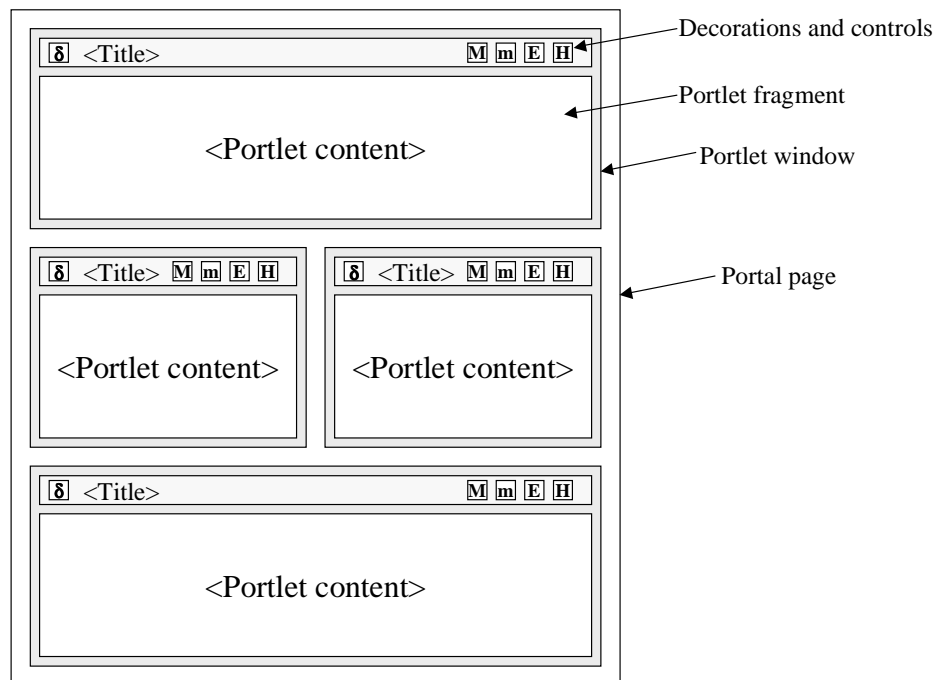 Decorations and controls
δ <Title> M m E H
Portlet fragment
<Portlet content>
Portlet window
δ <Title> M m E H
δ <Title> M m E H
Portal page
<Portlet content>
<Portlet content>
δ <Title> M m E H
<Portlet content>